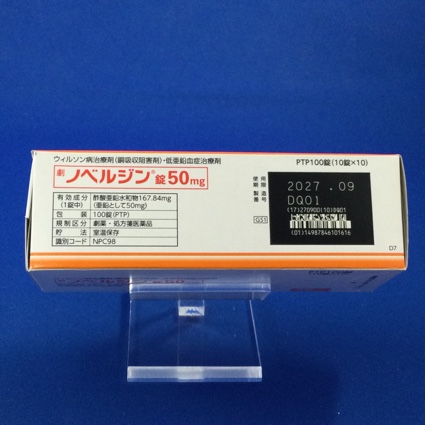 ウィルソン病治療剤(銅吸収阻害剤)・低亜鉛血症治療剤
PTP100錠(10錠×10)
劇 ノベルジン®錠50mg
有効成分(1錠中) 酢酸亜鉛水和物167.84mg(亜鉛として50mg)
包装 100錠(PTP)
規制区分 劇薬・処方箋医薬品
貯法 室温保存
識別コード NPC98
使用期限 2027.09
製造番号 DQ01
(17)270900(10)DQ01
G51
(01)14987846101616
D7